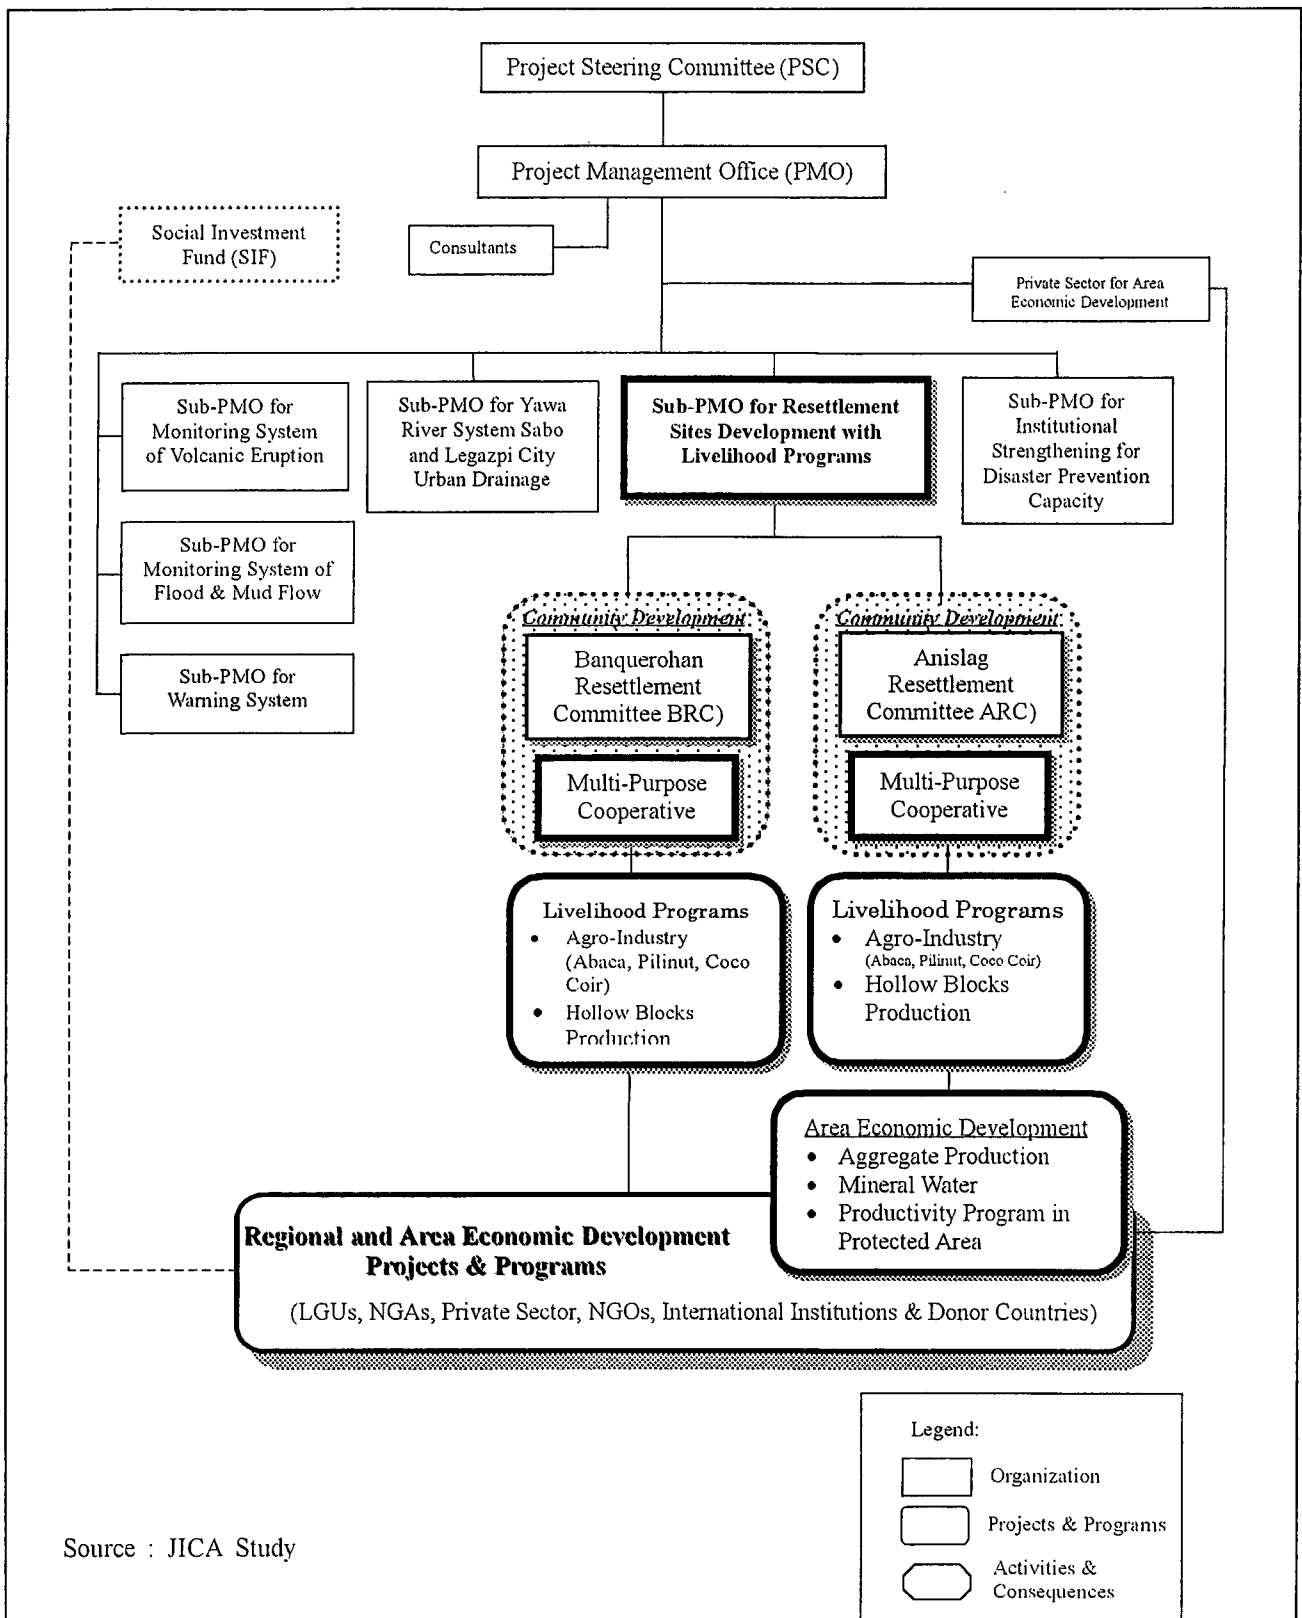 Project Steering Committee (PSC)
Project Management Office (PMO)
Social Investment
Fund (SIF)
Consultants
Private Sector for Area
Economic Development
Sub-PMO for
Monitoring System
of Volcanic Eruption
Sub-PMO for Yawa
River System Sabo
and Legazpi City
Urban Drainage
Sub-PMO for Resettlement
Sites Development with
Livelihood Programs
Sub-PMO for
Institutional
Strengthening for
Disaster Prevention
Capacity
Sub-PMO for
Monitoring System of
Flood & Mud Flow
Sub-PMO for
Warning System
Community Development
Banquerohan
Resettlement
Committee BRC)
Multi-Purpose
Cooperative
Community Development
Anislag
Resettlement
Committee ARC)
Multi-Purpose
Cooperative
Livelihood Programs
• Agro-Industry
(Abaca, Pilinut, Coco
Coir)
• Hollow Blocks
Production
Livelihood Programs
• Agro-Industry
(Abaca, Pilinut, Coco Coir)
• Hollow Blocks
Production
Area Economic Development
• Aggregate Production
• Mineral Water
• Productivity Program in
Protected Area
Regional and Area Economic Development
Projects & Programs
(LGUs, NGAs, Private Sector, NGOs, International Institutions & Donor Countries)
Legend:
Organization
Projects & Programs
Activities &
Consequences
Source : JICA Study